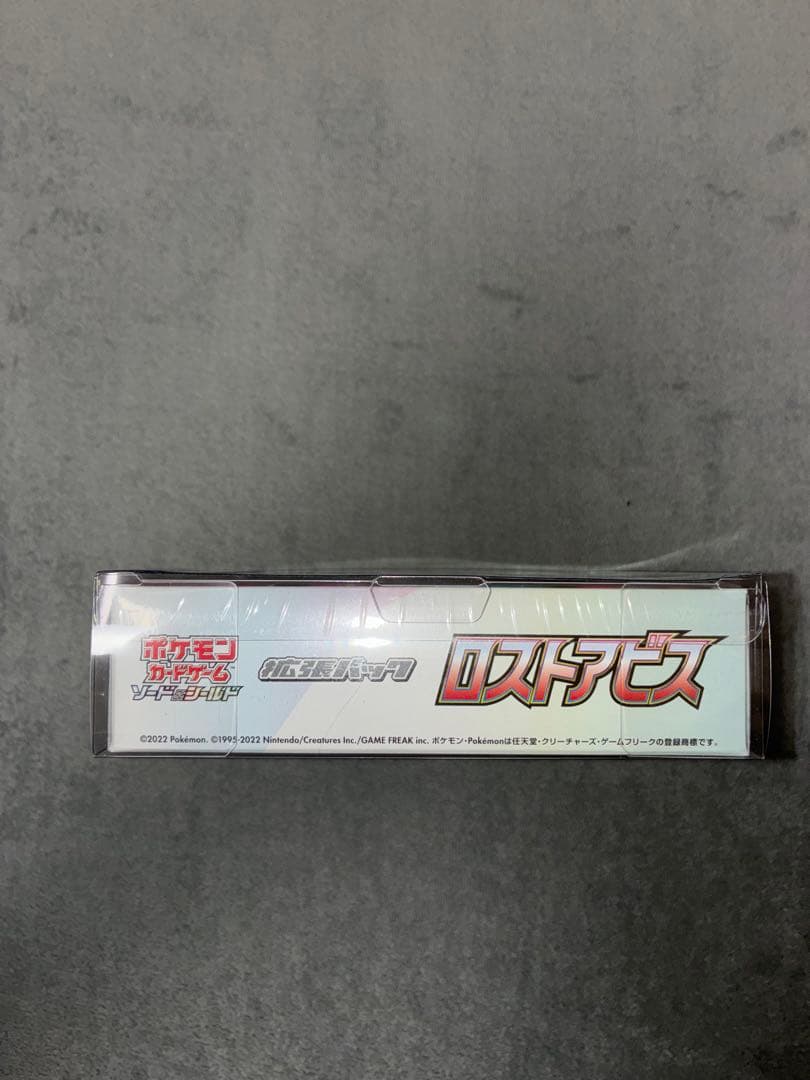 ポケモン
カードゲーム
ソード&シールド
拡張パック
ロストアビス
©2022 Pokémon. ©1995-2022 Nintendo/Creatures Inc./GAME FREAK inc. ポケモン・Pokémonは任天堂・クリーチャーズ・ゲームフリークの登録商標です。